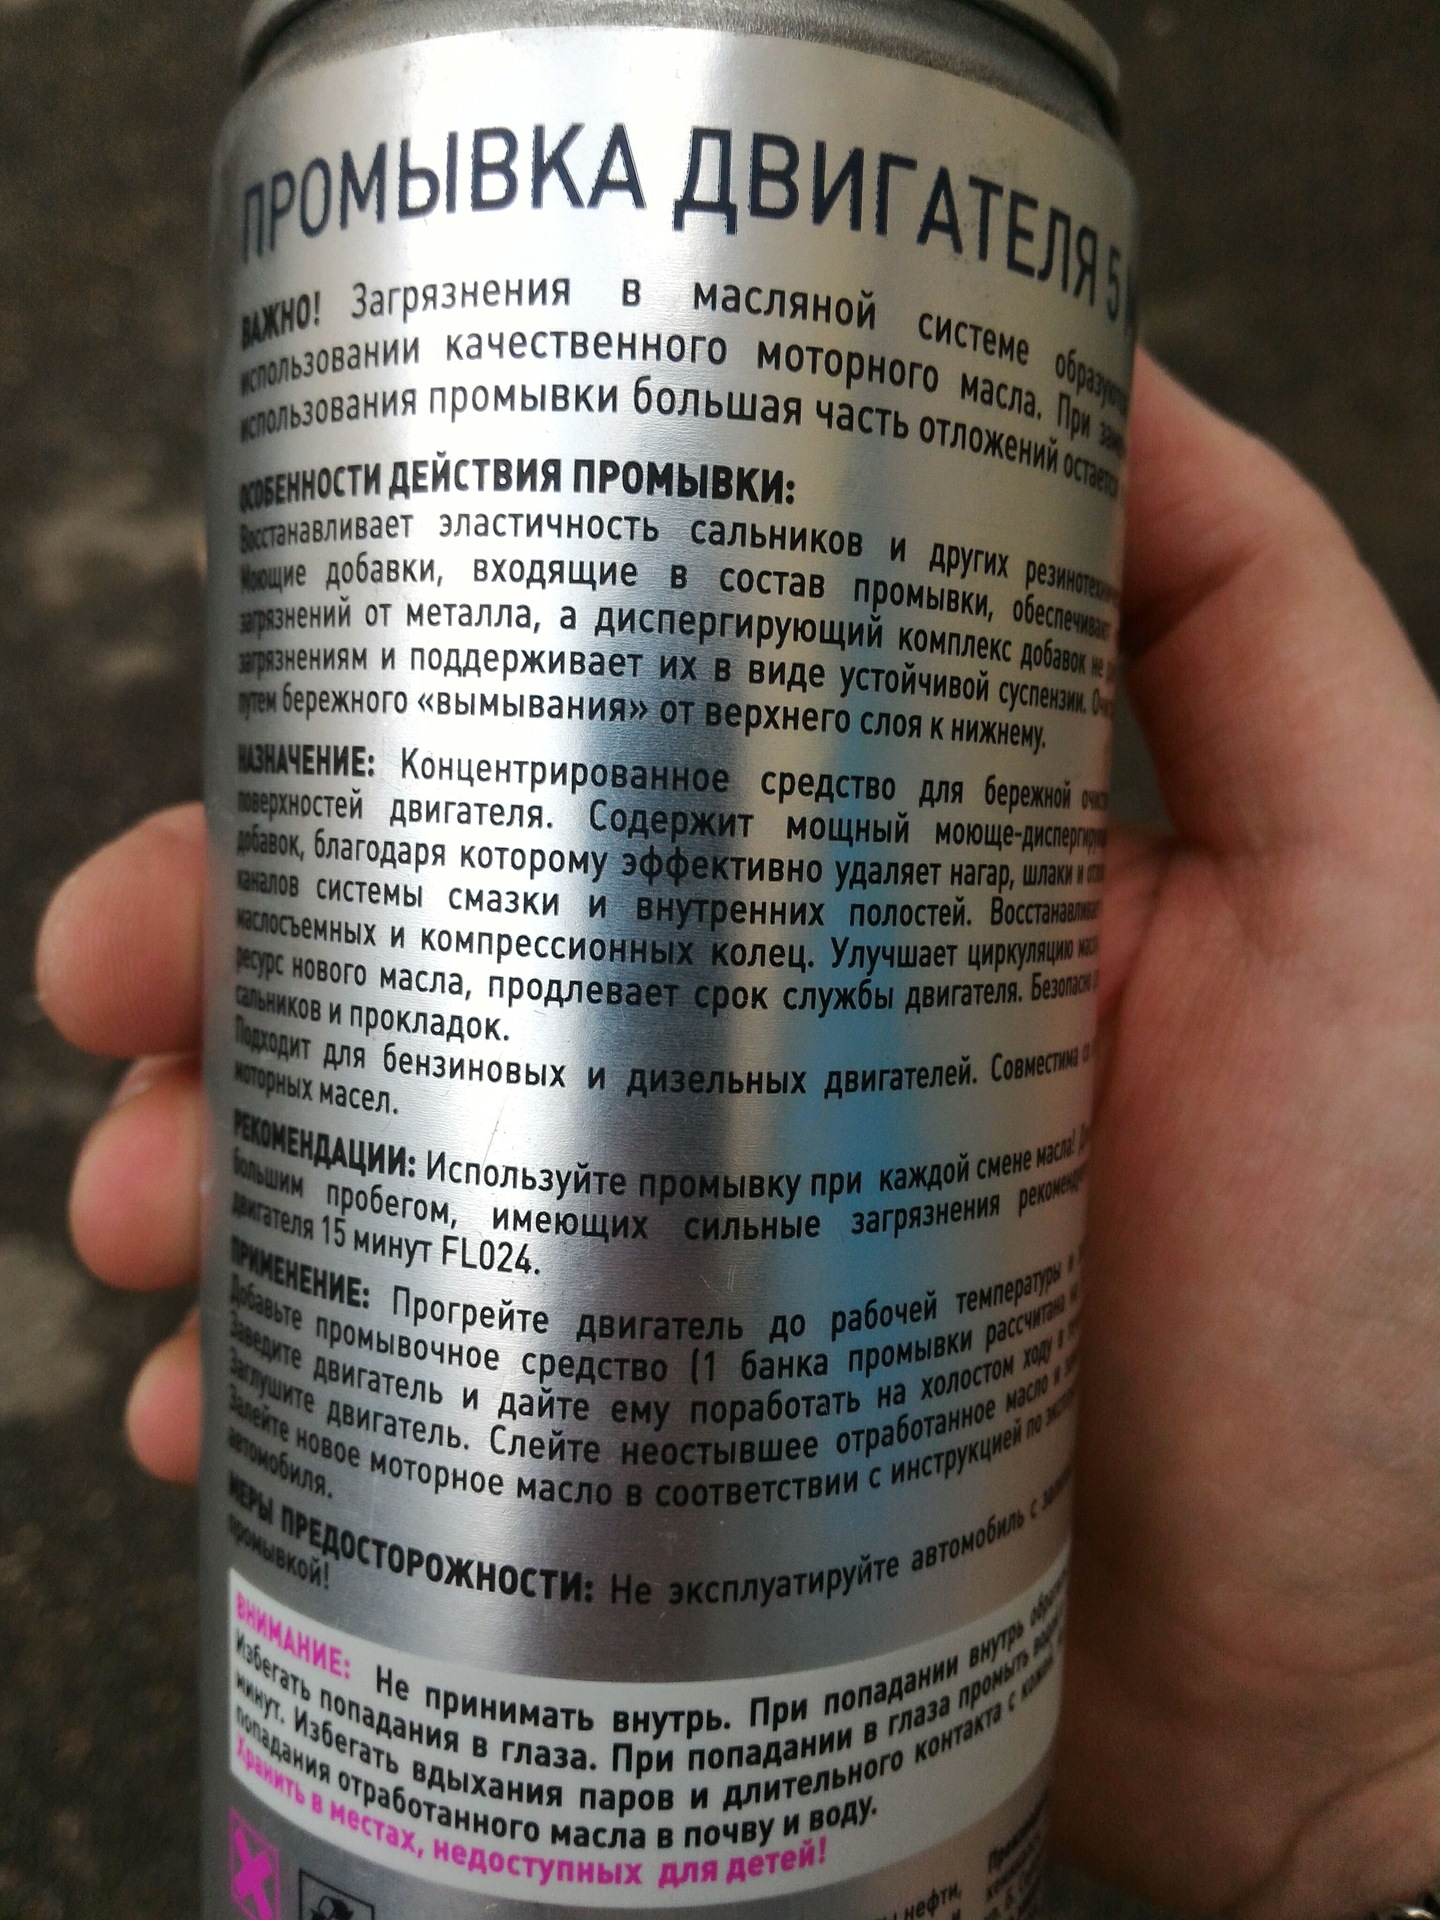 ПРОМЫВКА ДВИГАТЕЛЯ 5
ВАЖНО! Загрязнения в масляной системе
использовании качественного моторного масла. При
использования промывки большая часть отложений остается
ОСОБЕННОСТИ ДЕЙСТВИЯ ПРОМЫВКИ:
Восстанавливает эластичность сальников и других
Моющие добавки, входящие в состав промывки,
загрязнений от металла, а диспергирующий комплекс добавок не
загрязнениям и поддерживает их в виде устойчивой суспензии.
путем бережного «вымывания» от верхнего слоя к нижнему.
НАЗНАЧЕНИЕ: Концентрированное средство для бережной
поверхностей двигателя. Содержит мощный
добавок, благодаря которому эффективно удаляет нагар, шлаки и
каналов системы смазки и внутренних полостей.
маслосъемных и компрессионных колец. Улучшает циркуляцию
ресурс нового масла, продлевает срок службы двигателя.
сальников и прокладок.
Подходит для бензиновых и дизельных двигателей. Совместима
моторных масел.
РЕКОМЕНДАЦИИ: Используйте промывку при каждой смене масла!
большим пробегом, имеющих сильные загрязнения
двигателя 15 минут FL024.
ПРИМЕНЕНИЕ: Прогрейте двигатель до рабочей температуры и
Добавьте промывочное средство (1 банка промывки рассчитана
Заведите двигатель и дайте ему поработать на холостом ходу в
Заглушите двигатель. Слейте неостывшее отработанное масло и
Залейте новое моторное масло в соответствии с инструкцией по
автомобиля.
МЕРЫ ПРЕДОСТОРОЖНОСТИ: Не эксплуатируйте автомобиль с
промывкой!
ВНИМАНИЕ: Не принимать внутрь. При попадании внутрь
Избегать попадания в глаза. При попадании в глаза промыть
минут. Избегать вдыхания паров и длительного контакта с
попадания отработанного масла в почву и воду.
Хранить в местах, недоступных для детей!
нефти,